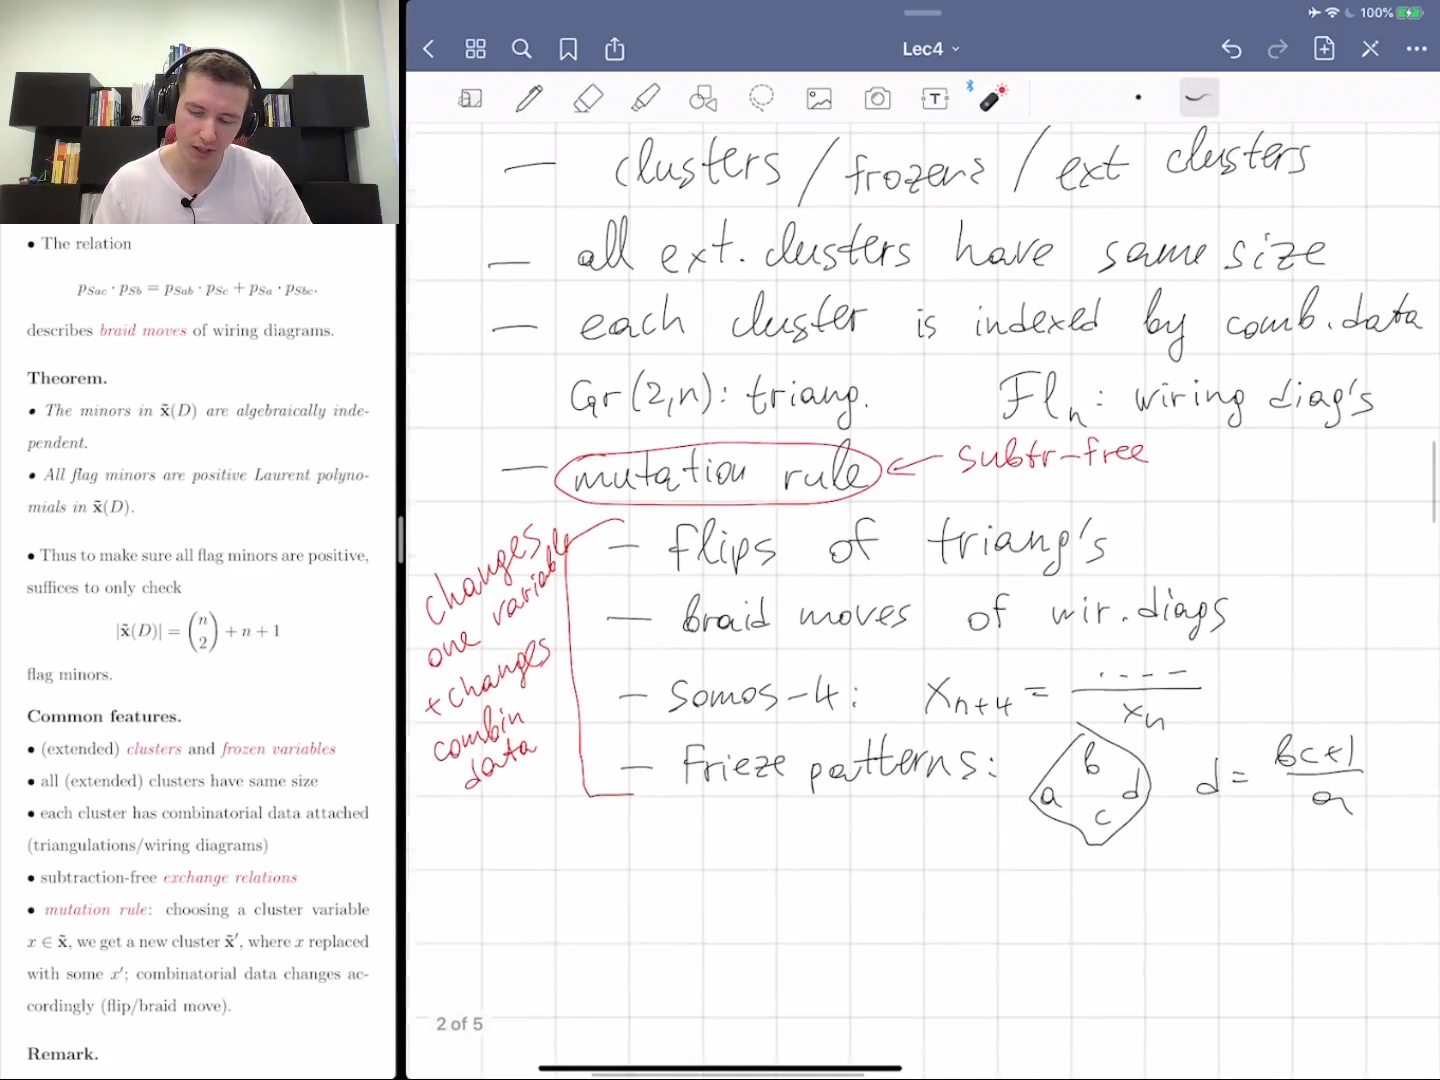 100%
Lec4
T
• The relation
p_{Sac} · p_{Sb} = p_{Sab} · p_{Sc} + p_{Sa} · p_{Sbc}.
describes braid moves of wiring diagrams.
Theorem.
• The minors in x̃(D) are algebraically inde-
pendent.
• All flag minors are positive Laurent polyno-
mials in x̃(D).
• Thus to make sure all flag minors are positive,
suffices to only check
|x̃(D)| = (n 2) + n + 1
flag minors.
Common features.
• (extended) clusters and frozen variables
• all (extended) clusters have same size
• each cluster has combinatorial data attached
(triangulations/wiring diagrams)
• subtraction-free exchange relations
• mutation rule: choosing a cluster variable
x ∈ x̃, we get a new cluster x̃′, where x replaced
with some x′; combinatorial data changes ac-
cordingly (flip/braid move).
Remark.
— clusters / frozens / ext clusters
— all ext. clusters have same size
— each cluster is indexed by comb. data
Gr(2,n): triang. Fl_n: wiring diag's
— mutation rule ← subtr-free
— flips of triang's
— braid moves of wir. diags
— Somos-4: x_{n+4} = ..../x_n
— Frieze patterns: a b c d d = bc+1/a
changes
one variable
+ changes
combin
data
2 of 5